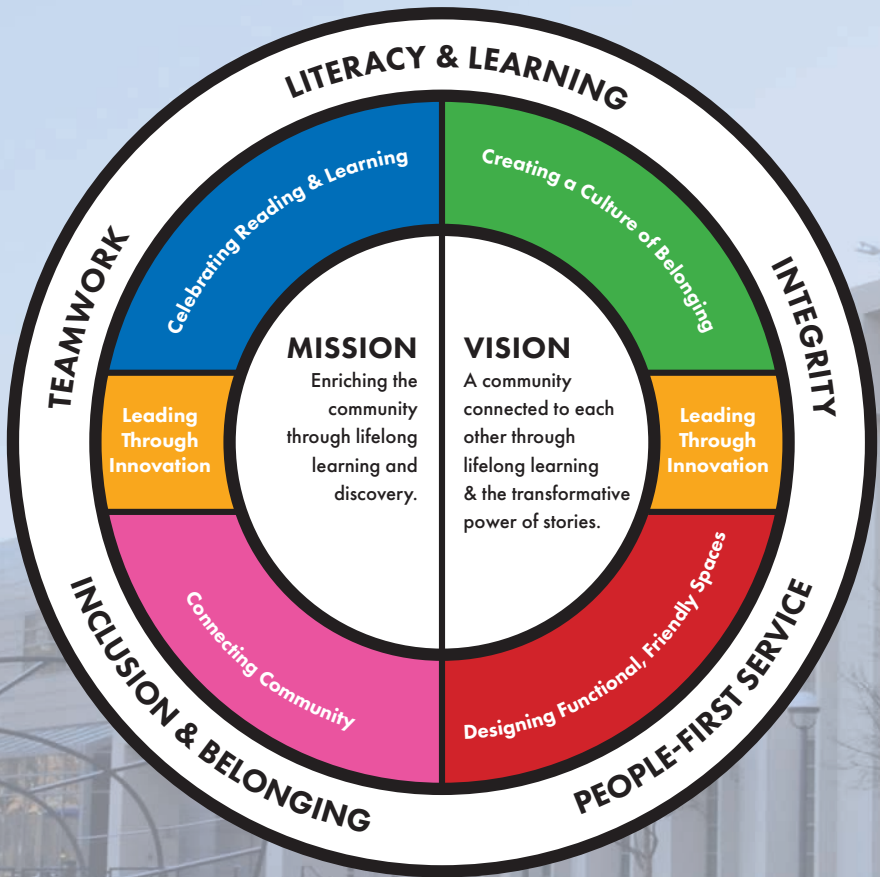 LITERACY & LEARNING
TEAMWORK
INTEGRITY
INCLUSION & BELONGING
PEOPLE-FIRST SERVICE
Celebrating Reading & Learning
Creating a Culture of Belonging
Leading
Through
Innovation
Leading
Through
Innovation
Connecting Community
Designing Functional, Friendly Spaces
MISSION
Enriching the
community
through lifelong
learning and
discovery.
VISION
A community
connected to each
other through
lifelong learning
& the transformative
power of stories.